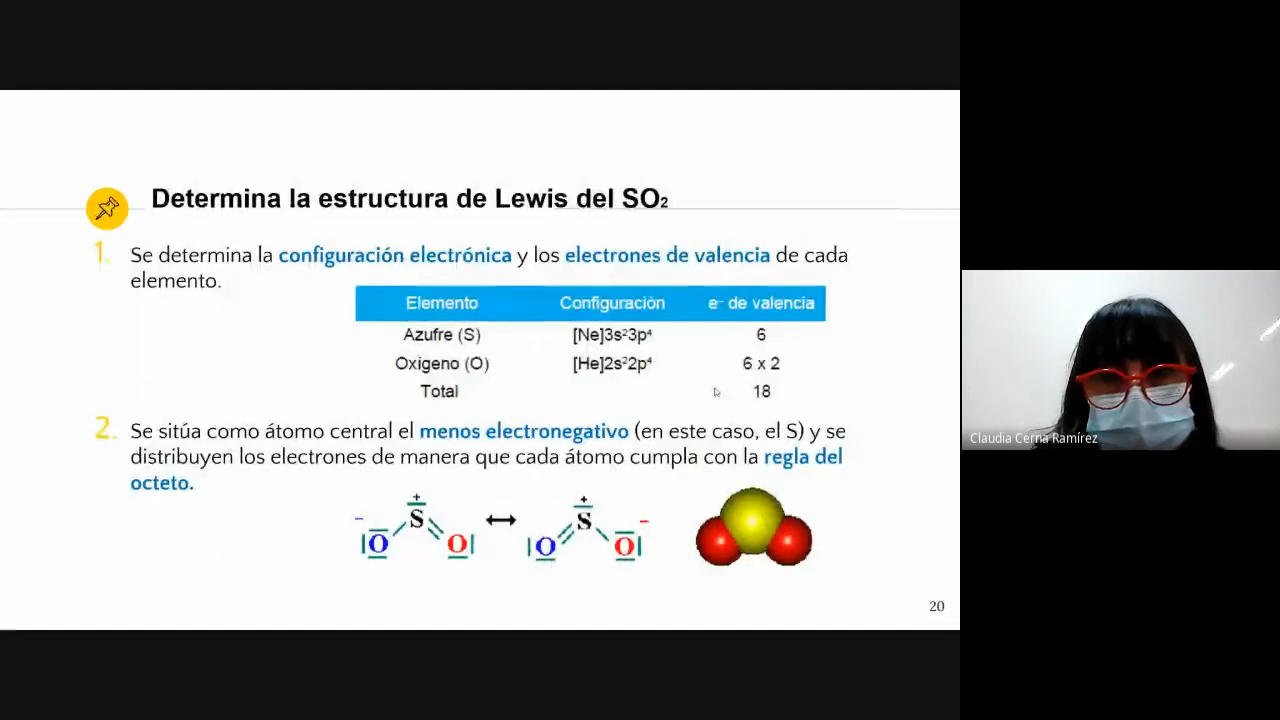 Determina la estructura de Lewis del SO₂
1. Se determina la configuración electrónica y los electrones de valencia de cada
elemento.
Elemento Configuración e⁻ de valencia
Azufre (S) [Ne]3s²3p⁴ 6
Oxígeno (O) [He]2s²2p⁴ 6 x 2
Total 18
2. Se sitúa como átomo central el menos electronegativo (en este caso, el S) y se
distribuyen los electrones de manera que cada átomo cumpla con la regla del
octeto.
S O O ↔ S O O
20
Claudia Cerna Ramírez